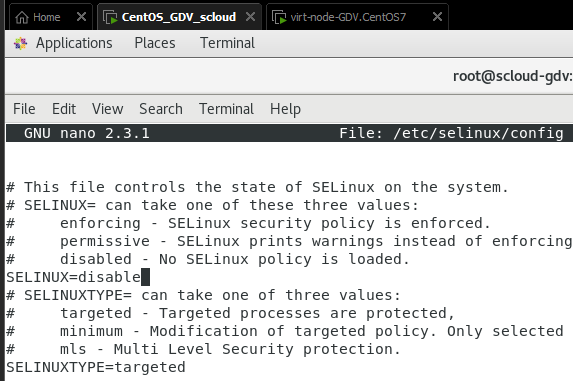 Home CentOS_GDV_scloud virt-node-GDV.CentOS7
Applications Places Terminal
root@scloud-gdv:
File Edit View Search Terminal Help
GNU nano 2.3.1 File: /etc/selinux/config
# This file controls the state of SELinux on the system.
# SELINUX= can take one of these three values:
#     enforcing - SELinux security policy is enforced.
#     permissive - SELinux prints warnings instead of enforcing
#     disabled - No SELinux policy is loaded.
SELINUX=disable
# SELINUXTYPE= can take one of three values:
#     targeted - Targeted processes are protected,
#     minimum - Modification of targeted policy. Only selected
#     mls - Multi Level Security protection.
SELINUXTYPE=targeted